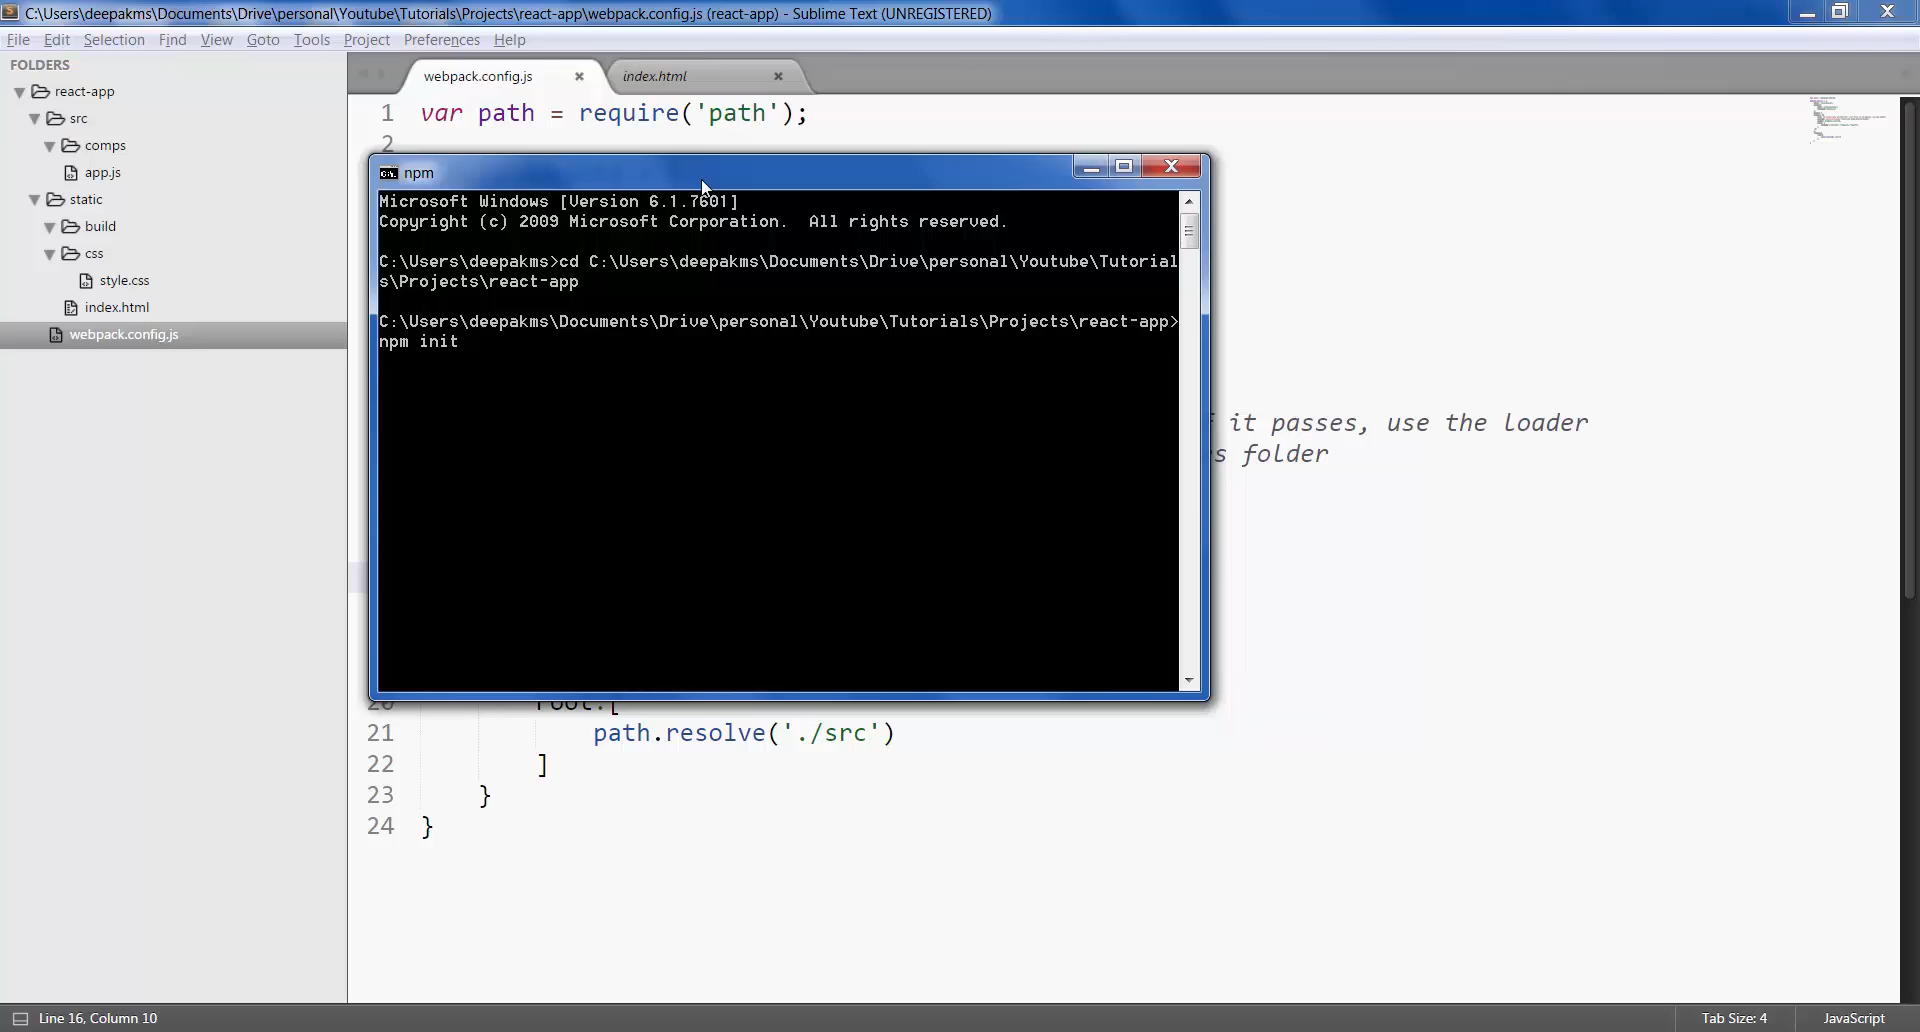 C:\Users\deepakms\Documents\Drive\personal\Youtube\Tutorials\Projects\react-app\webpack.config.js (react-app) - Sublime Text (UNREGISTERED)
File Edit Selection Find View Goto Tools Project Preferences Help
FOLDERS
react-app
src
comps
app.js
static
build
css
style.css
index.html
webpack.config.js
webpack.config.js
index.html
1 var path = require('path');
2
npm
Microsoft Windows [Version 6.1.7601]
Copyright (c) 2009 Microsoft Corporation. All rights reserved.
C:\Users\deepakms>cd C:\Users\deepakms\Documents\Drive\personal\Youtube\Tutorial
s\Projects\react-app
C:\Users\deepakms\Documents\Drive\personal\Youtube\Tutorials\Projects\react-app>
npm init
it passes, use the loader
s folder
20 root:[
21 path.resolve('./src')
22 ]
23 }
24 }
Line 16, Column 10
Tab Size: 4
JavaScript